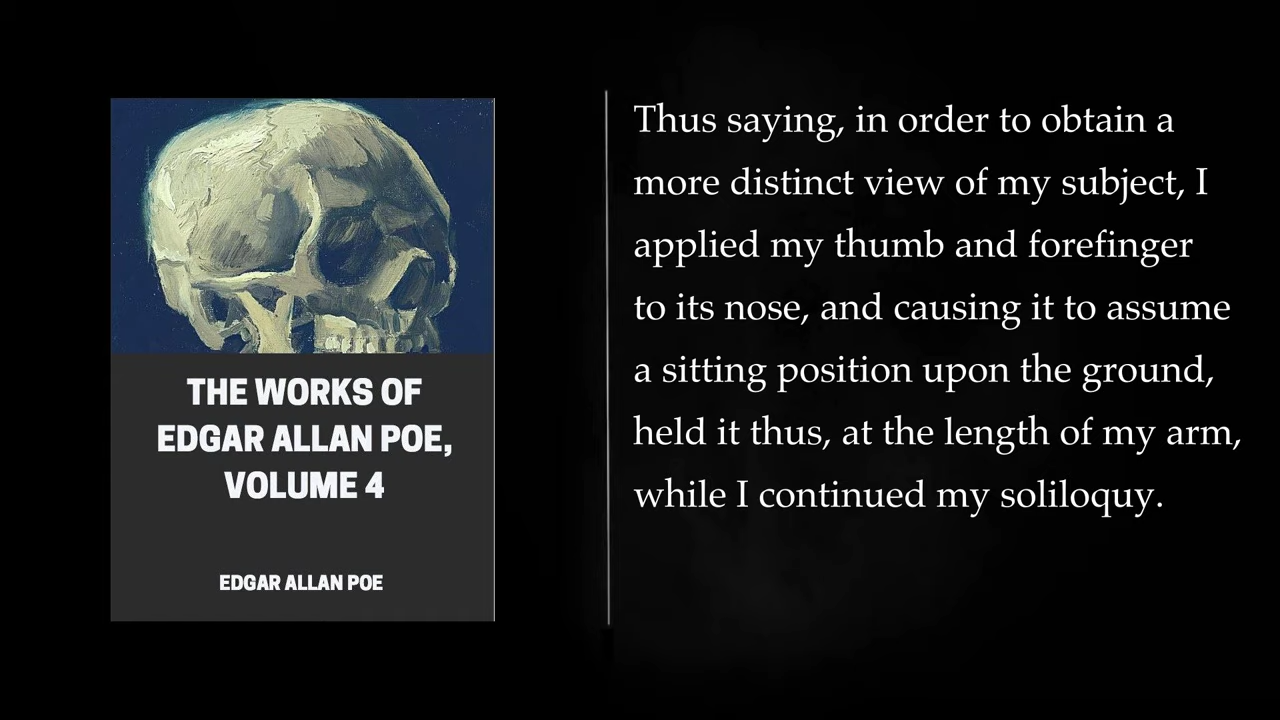 THE WORKS OF
EDGAR ALLAN POE,
VOLUME 4
EDGAR ALLAN POE
Thus saying, in order to obtain a
more distinct view of my subject, I
applied my thumb and forefinger
to its nose, and causing it to assume
a sitting position upon the ground,
held it thus, at the length of my arm,
while I continued my soliloquy.